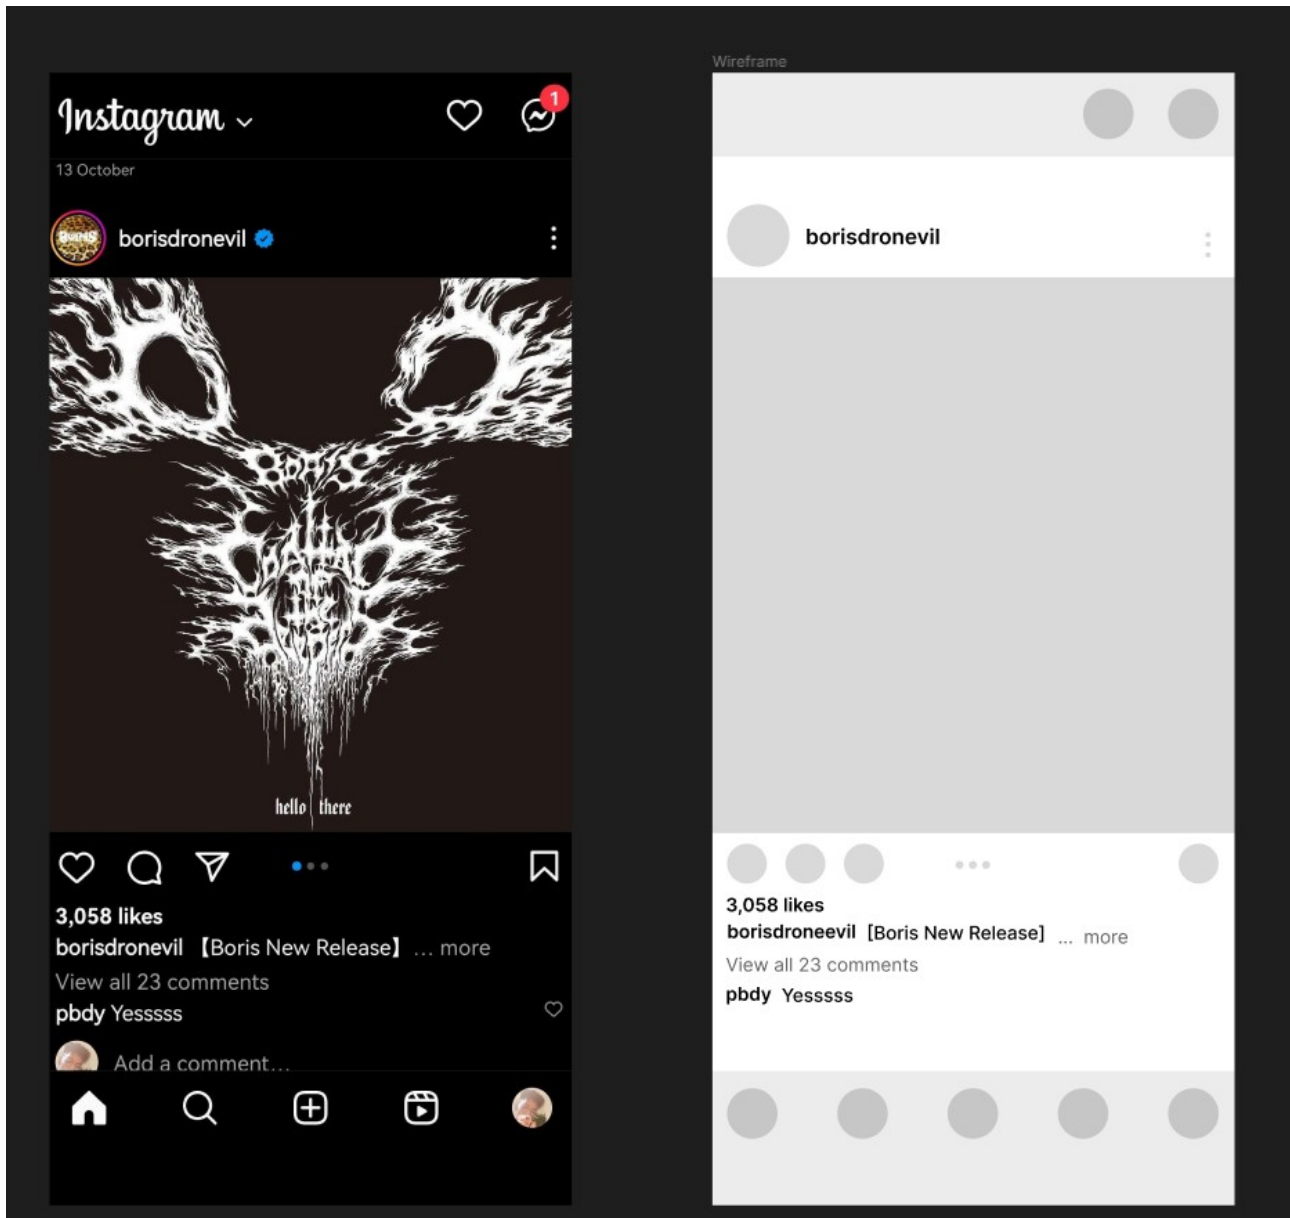 Wireframe
Instagram
1
13 October
borisdronevil
BORIS
hello there
3,058 likes
borisdronevil 【Boris New Release】 ... more
View all 23 comments
pbdy Yesssss
Add a comment...
borisdronevil
3,058 likes
borisdroneevil [Boris New Release] ... more
View all 23 comments
pbdy Yesssss